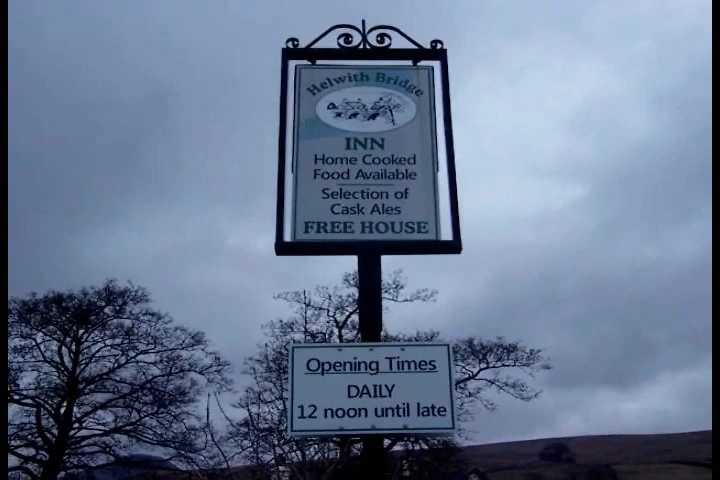 Helwith Bridge
INN
Home Cooked
Food Available
Selection of
Cask Ales
FREE HOUSE
Opening Times
DAILY
12 noon until late